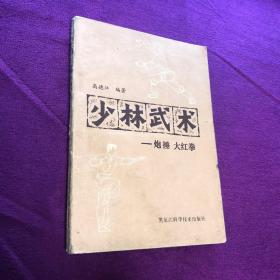 高德江 编著
少林武术
—炮捶 大红拳
黑龙江科学技术出版社